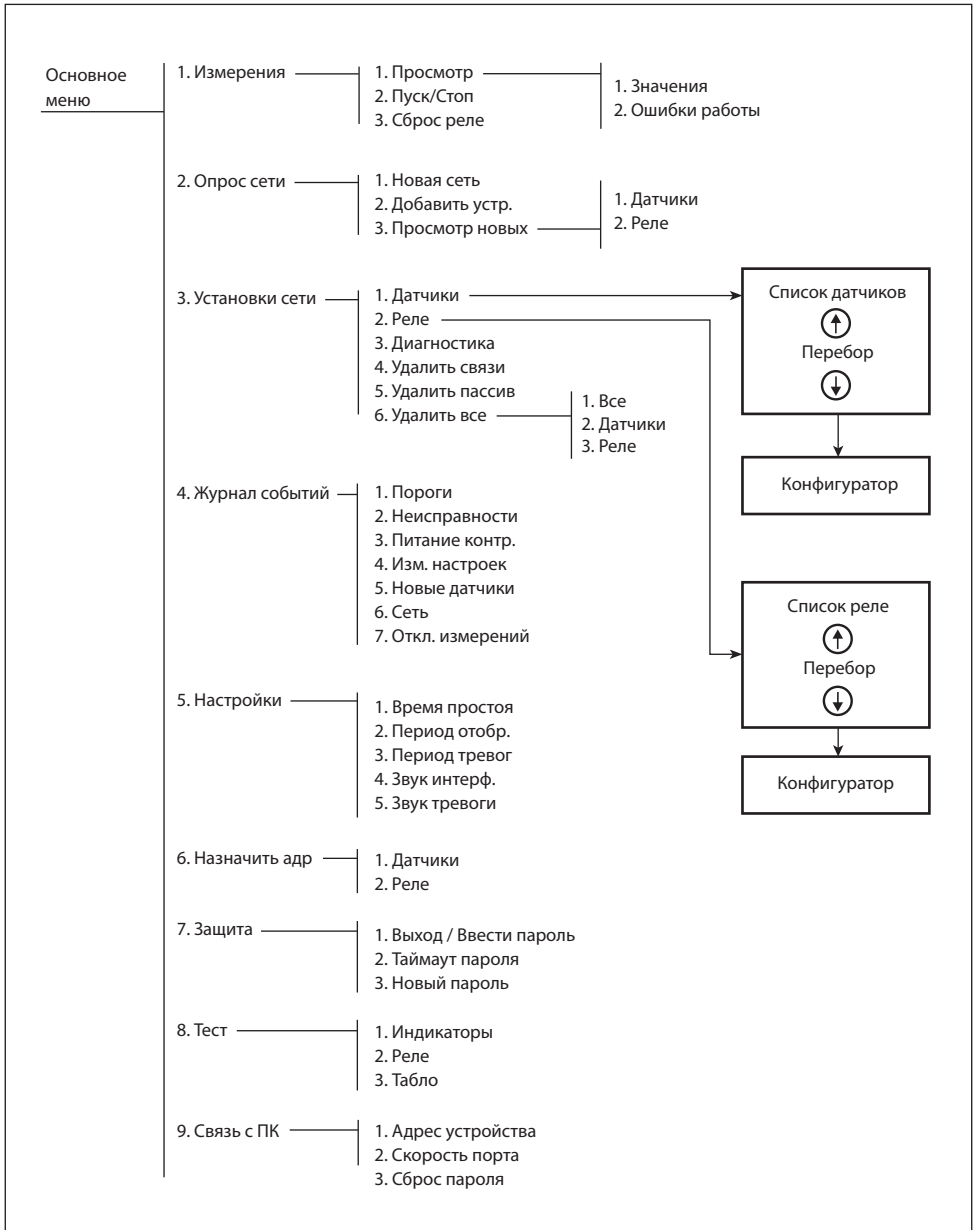 Основное
меню
1. Измерения
1. Просмотр
2. Пуск/Стоп
3. Сброс реле
1. Значения
2. Ошибки работы
2. Опрос сети
1. Новая сеть
2. Добавить устр.
3. Просмотр новых
1. Датчики
2. Реле
3. Установки сети
1. Датчики
2. Реле
3. Диагностика
4. Удалить связи
5. Удалить пассив
6. Удалить все
1. Все
2. Датчики
3. Реле
Список датчиков
Перебор
Конфигуратор
4. Журнал событий
1. Пороги
2. Неисправности
3. Питание контр.
4. Изм. настроек
5. Новые датчики
6. Сеть
7. Откл. измерений
Список реле
Перебор
Конфигуратор
5. Настройки
1. Время простоя
2. Период отобр.
3. Период тревог
4. Звук интерф.
5. Звук тревоги
6. Назначить адр
1. Датчики
2. Реле
7. Защита
1. Выход / Ввести пароль
2. Таймаут пароля
3. Новый пароль
8. Тест
1. Индикаторы
2. Реле
3. Табло
9. Связь с ПК
1. Адрес устройства
2. Скорость порта
3. Сброс пароля